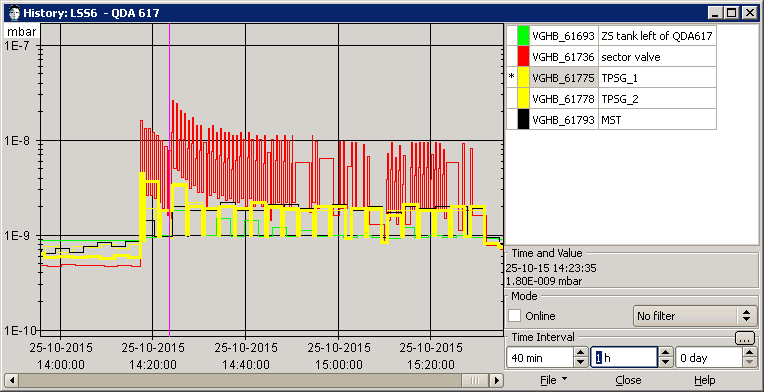 History: LSS6 - QDA 617
mbar
1E-7
1E-8
1E-9
1E-10
25-10-2015 25-10-2015 25-10-2015 25-10-2015 25-10-2015
14:00:00 14:20:00 14:40:00 15:00:00 15:20:00
VGHB_61693 ZS tank left of QDA617
VGHB_61736 sector valve
* VGHB_61775 TPSG_1
VGHB_61778 TPSG_2
VGHB_61793 MST
Time and Value
25-10-15 14:23:35
1.80E-009 mbar
Mode
Online No filter
Time Interval ...
40 min 1 h 0 day
File Close Help